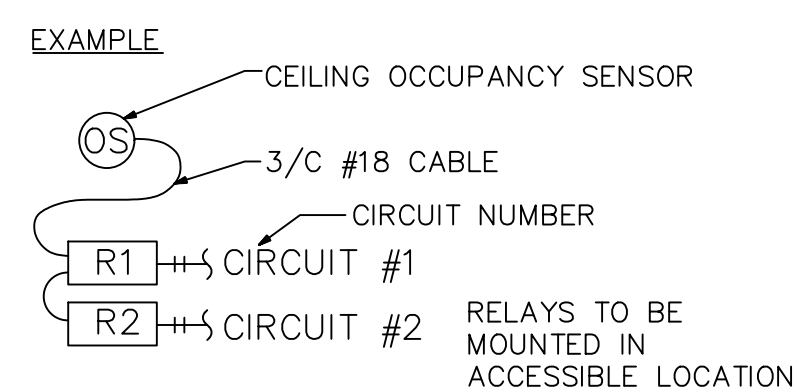 EXAMPLE
CEILING OCCUPANCY SENSOR
OS
3/C #18 CABLE
CIRCUIT NUMBER
R1 CIRCUIT #1
R2 CIRCUIT #2
RELAYS TO BE
MOUNTED IN
ACCESSIBLE LOCATION